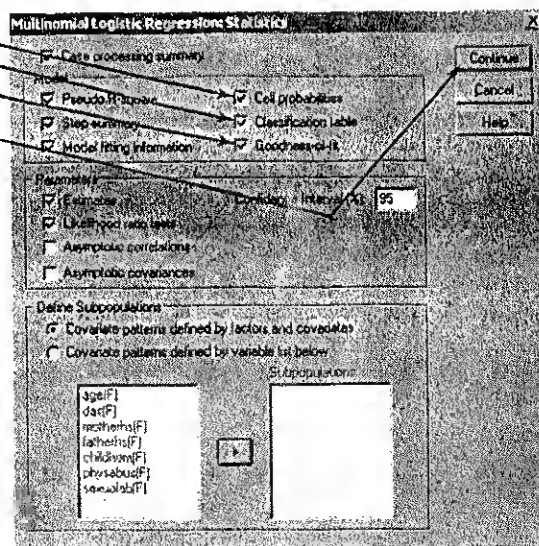 Multinomial Logistic Regression: Statistics
X
Case processing summary
Continue
Model
Pseudo R-square
Cell probabilities
Cancel
Step summary
Classification table
Help
Model fitting information
Goodness-of-fit
Parameters
Estimates
Confidence Interval (%): 95
Likelihood ratio tests
Asymptotic correlations
Asymptotic covariances
Define Subpopulations
Covariate patterns defined by factors and covariates
Covariate patterns defined by variable list below
Subpopulations
age(F)
motherhs(F)
fatherhs(F)
physabus(F)